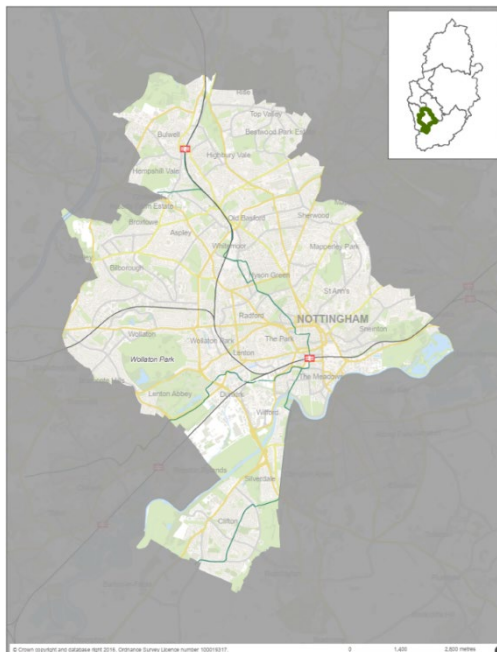 Top Valley
Bulwell
Bestwood Park Estate
Highbury Vale
Hempshill Vale
Old Basford
Sherwood
Aspley
Whitemoor
Mapperley Park
Bilborough
Hyson Green
St Ann's
Radford
NOTTINGHAM
Sneinton
Wollaton
Wollaton Park
The Park
Lenton
Wollaton Park
The Meadows
Lenton Abbey
Dunkirk
Wilford
Silverdale
Clifton
© Crown copyright and database right 2016. Ordnance Survey Licence number 100019317.
0 1,400 2,800 metres